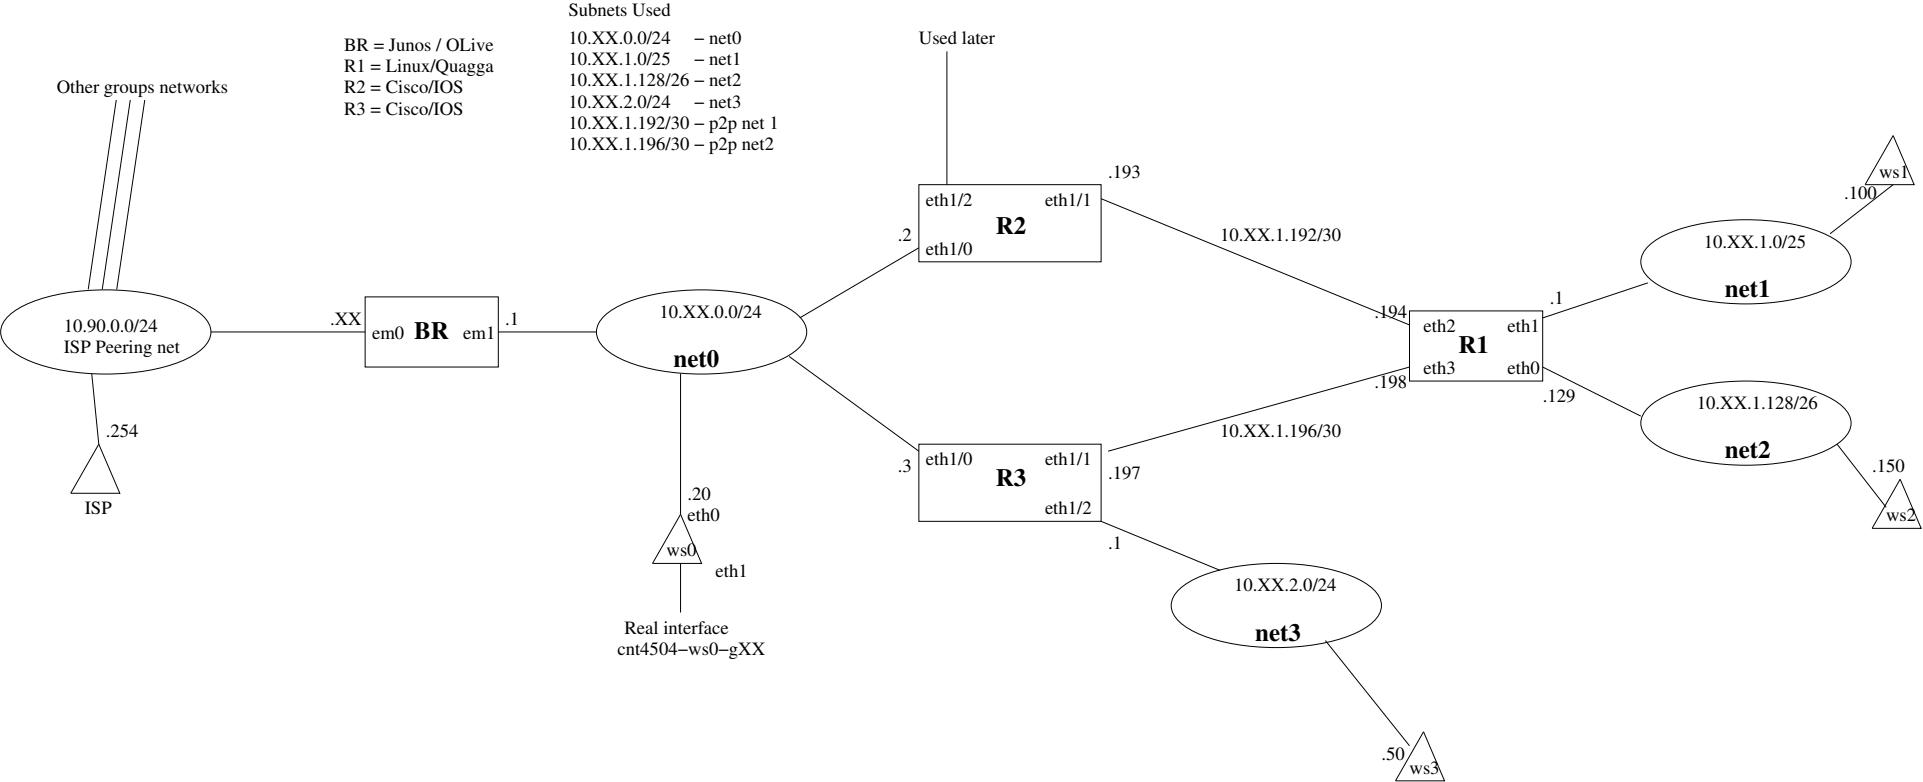 Subnets Used
10.XX.0.0/24 − net0
10.XX.1.0/25 − net1
10.XX.1.128/26 − net2
10.XX.2.0/24 − net3
10.XX.1.192/30 − p2p net 1
10.XX.1.196/30 − p2p net2
BR = Junos / OLive
R1 = Linux/Quagga
R2 = Cisco/IOS
R3 = Cisco/IOS
Other groups networks
Used later
10.90.0.0/24
ISP Peering net
.254
ISP
.XX
em0 BR em1
.1
10.XX.0.0/24
net0
.20
eth0
ws0
eth1
Real interface
cnt4504−ws0−gXX
.2
eth1/2 eth1/1
R2
eth1/0
.193
10.XX.1.192/30
.194
.3
eth1/0 eth1/1
R3
eth1/2
.197
10.XX.1.196/30
.198
.1
10.XX.2.0/24
net3
.50
ws3
eth2 eth1
R1
eth3 eth0
.1
.129
10.XX.1.0/25
net1
.100
ws1
10.XX.1.128/26
net2
.150
ws2